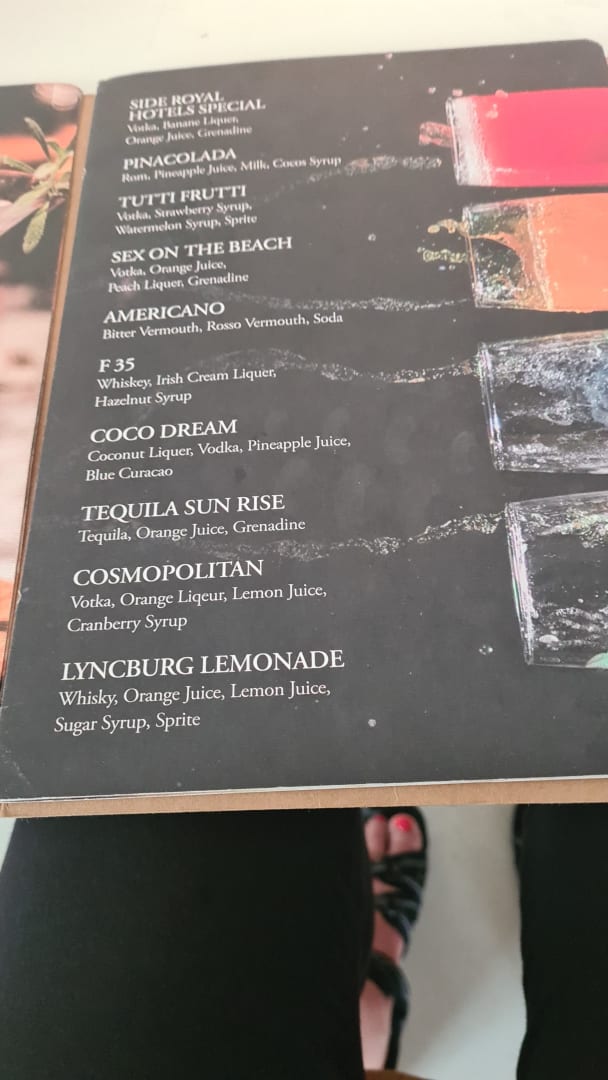 SIDE ROYAL
HOTELS SPECIAL
Votka, Banane Liquer,
Orange Juice, Grenadine
PINACOLADA
Rom, Pineapple Juice, Milk, Cocos Syrup
TUTTI FRUTTI
Votka, Strawberry Syrup,
Watermelon Syrup, Sprite
SEX ON THE BEACH
Votka, Orange Juice,
Peach Liquer, Grenadine
AMERICANO
Bitter Vermouth, Rosso Vermouth, Soda
F 35
Whiskey, Irish Cream Liquer,
Hazelnut Syrup
COCO DREAM
Coconut Liquer, Vodka, Pineapple Juice,
Blue Curacao
TEQUILA SUN RISE
Tequila, Orange Juice, Grenadine
COSMOPOLITAN
Votka, Orange Liqeur, Lemon Juice,
Cranberry Syrup
LYNCBURG LEMONADE
Whisky, Orange Juice, Lemon Juice,
Sugar Syrup, Sprite